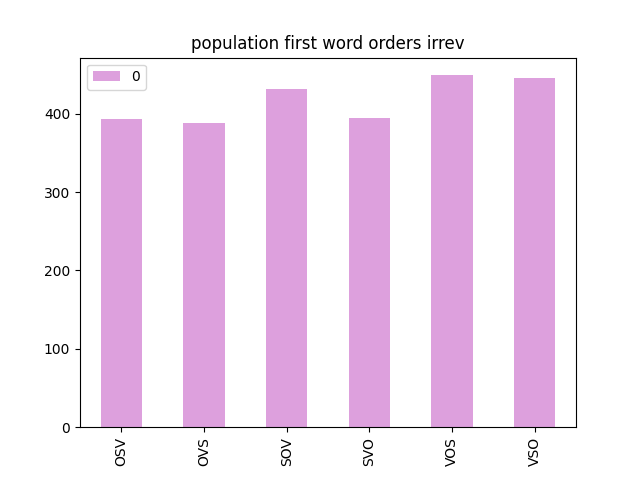 population first word orders irrev
0
400
300
200
100
0
OSV
OVS
SOV
SVO
VOS
VSO